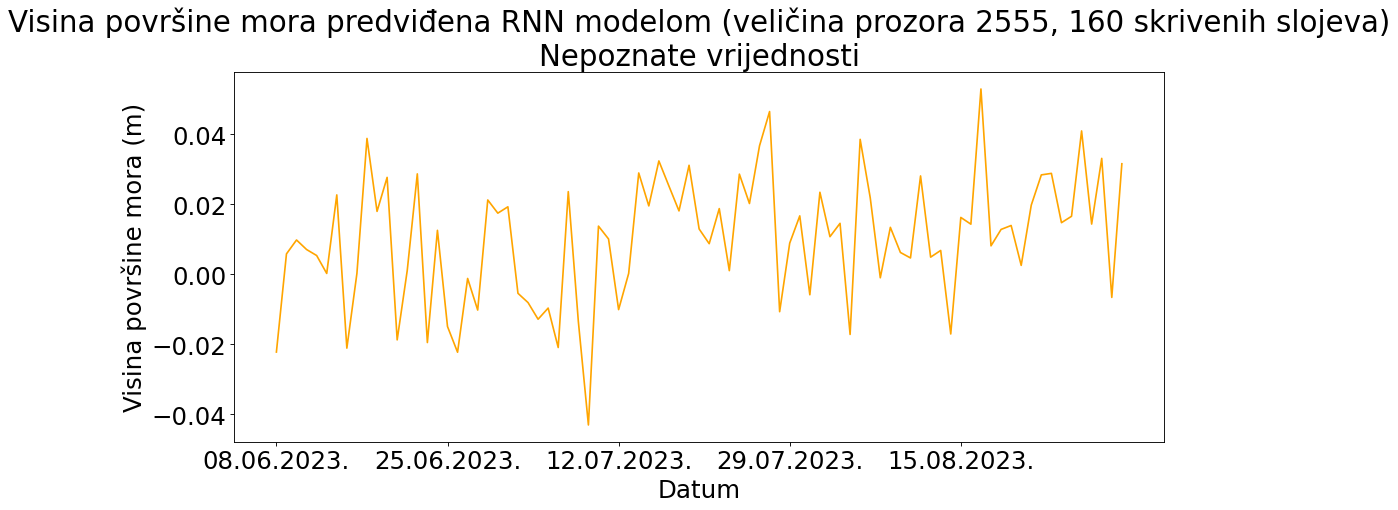 Visina površine mora predviđena RNN modelom (veličina prozora 2555, 160 skrivenih slojeva)
Nepoznate vrijednosti
Visina površine mora (m)
0.04
0.02
0.00
−0.02
−0.04
08.06.2023. 25.06.2023. 12.07.2023. 29.07.2023. 15.08.2023.
Datum